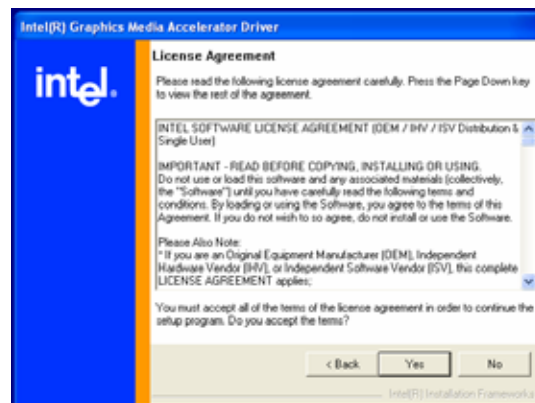 Intel(R) Graphics Media Accelerator Driver
intel.
License Agreement
Please read the following license agreement carefully. Press the Page Down key
to view the rest of the agreement.
INTEL SOFTWARE LICENSE AGREEMENT (OEM / IHV / ISV Distribution &
Single User)
IMPORTANT - READ BEFORE COPYING, INSTALLING OR USING.
Do not use or load this software and any associated materials (collectively,
the "Software") until you have carefully read the following terms and
conditions. By loading or using the Software, you agree to the terms of this
Agreement. If you do not wish to so agree, do not install or use the Software.
Please Also Note:
* If you are an Original Equipment Manufacturer (OEM), Independent
Hardware Vendor (IHV), or Independent Software Vendor (ISV), this complete
LICENSE AGREEMENT applies;
You must accept all of the terms of the license agreement in order to continue the
setup program. Do you accept the terms?
< Back
Yes
No
Intel(R) Installation Frameworks